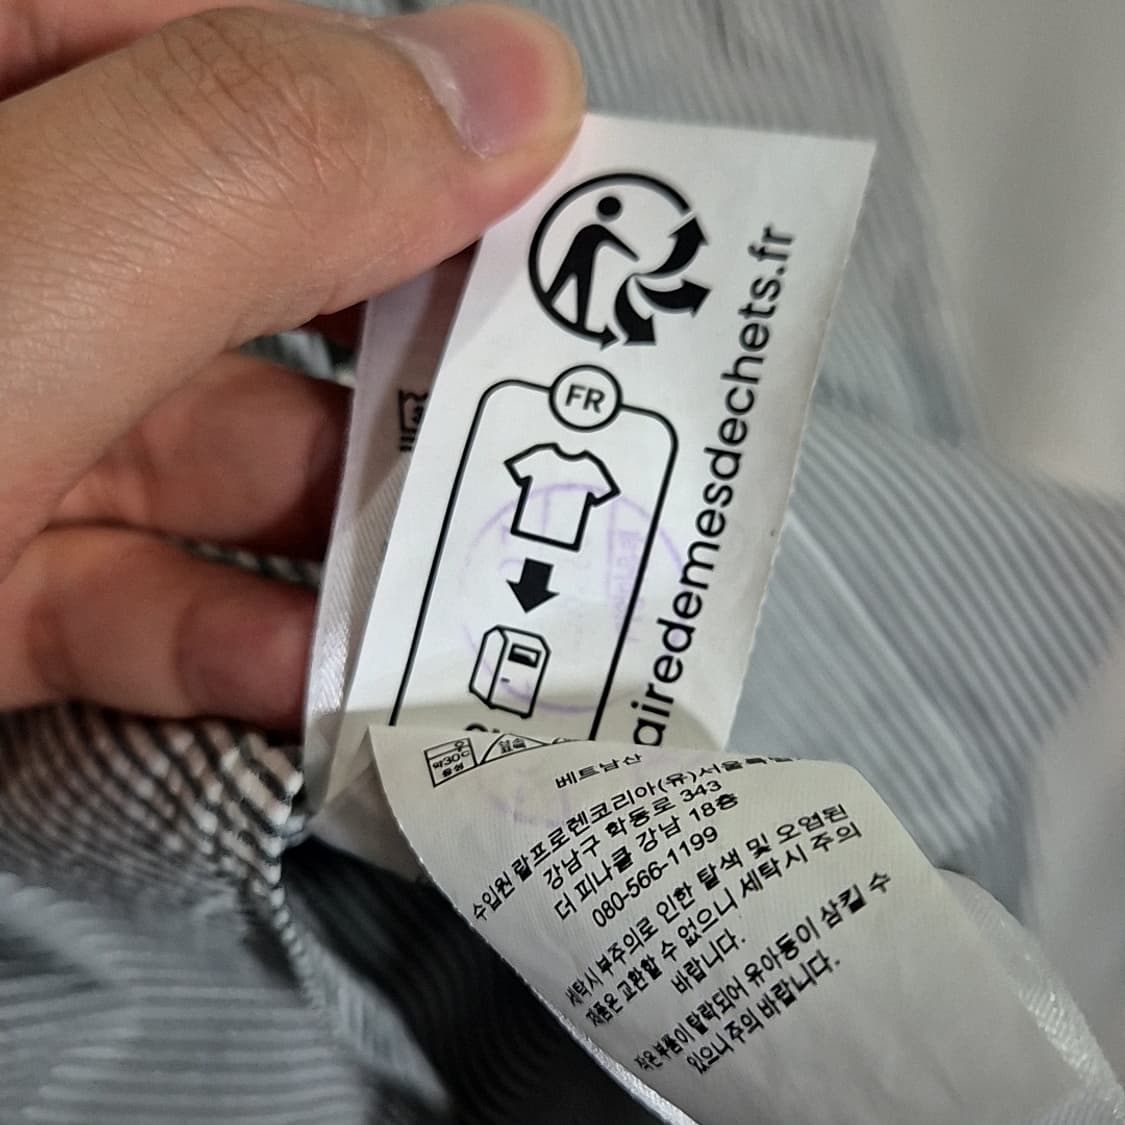 FR
airedemesdechets.fr
약30℃
중성
베트남산
수입원 랄프로렌코리아(유)서울특별
강남구 학동로 343
더 피나클 강남 18층
080-566-1199
세탁시 부주의로 인한 탈색 및 오염된
제품은 교환할 수 없으니 세탁시 주의
바랍니다.
작은 부품이 탈락되어 유아동이 삼킬 수
있으니 주의 바랍니다.